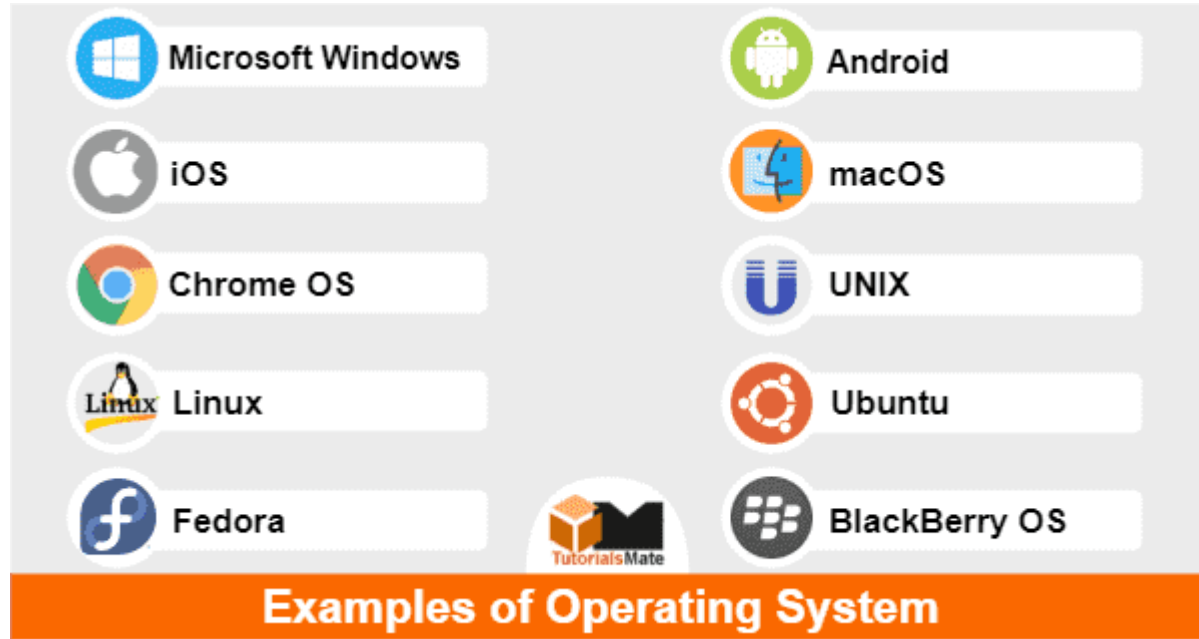 Microsoft Windows
Android
iOS
macOS
Chrome OS
UNIX
Linux Linux
Ubuntu
Fedora
BlackBerry OS
TutorialsMate
Examples of Operating System